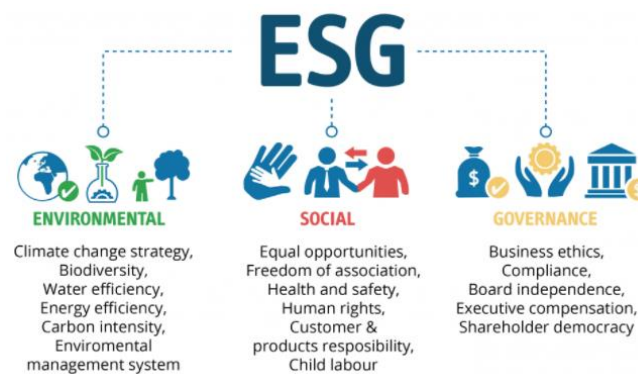 ESG
ENVIRONMENTAL
Climate change strategy,
Biodiversity,
Water efficiency,
Energy efficiency,
Carbon intensity,
Enviromental
management system
SOCIAL
Equal opportunities,
Freedom of association,
Health and safety,
Human rights,
Customer &
products resposibility,
Child labour
$
GOVERNANCE
Business ethics,
Compliance,
Board independence,
Executive compensation,
Shareholder democracy